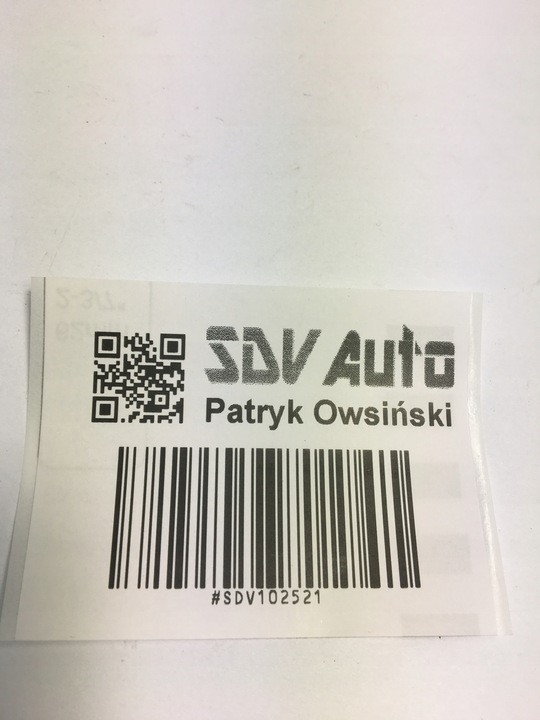 SDV Auto
Patryk Owsiński
#SDV102521